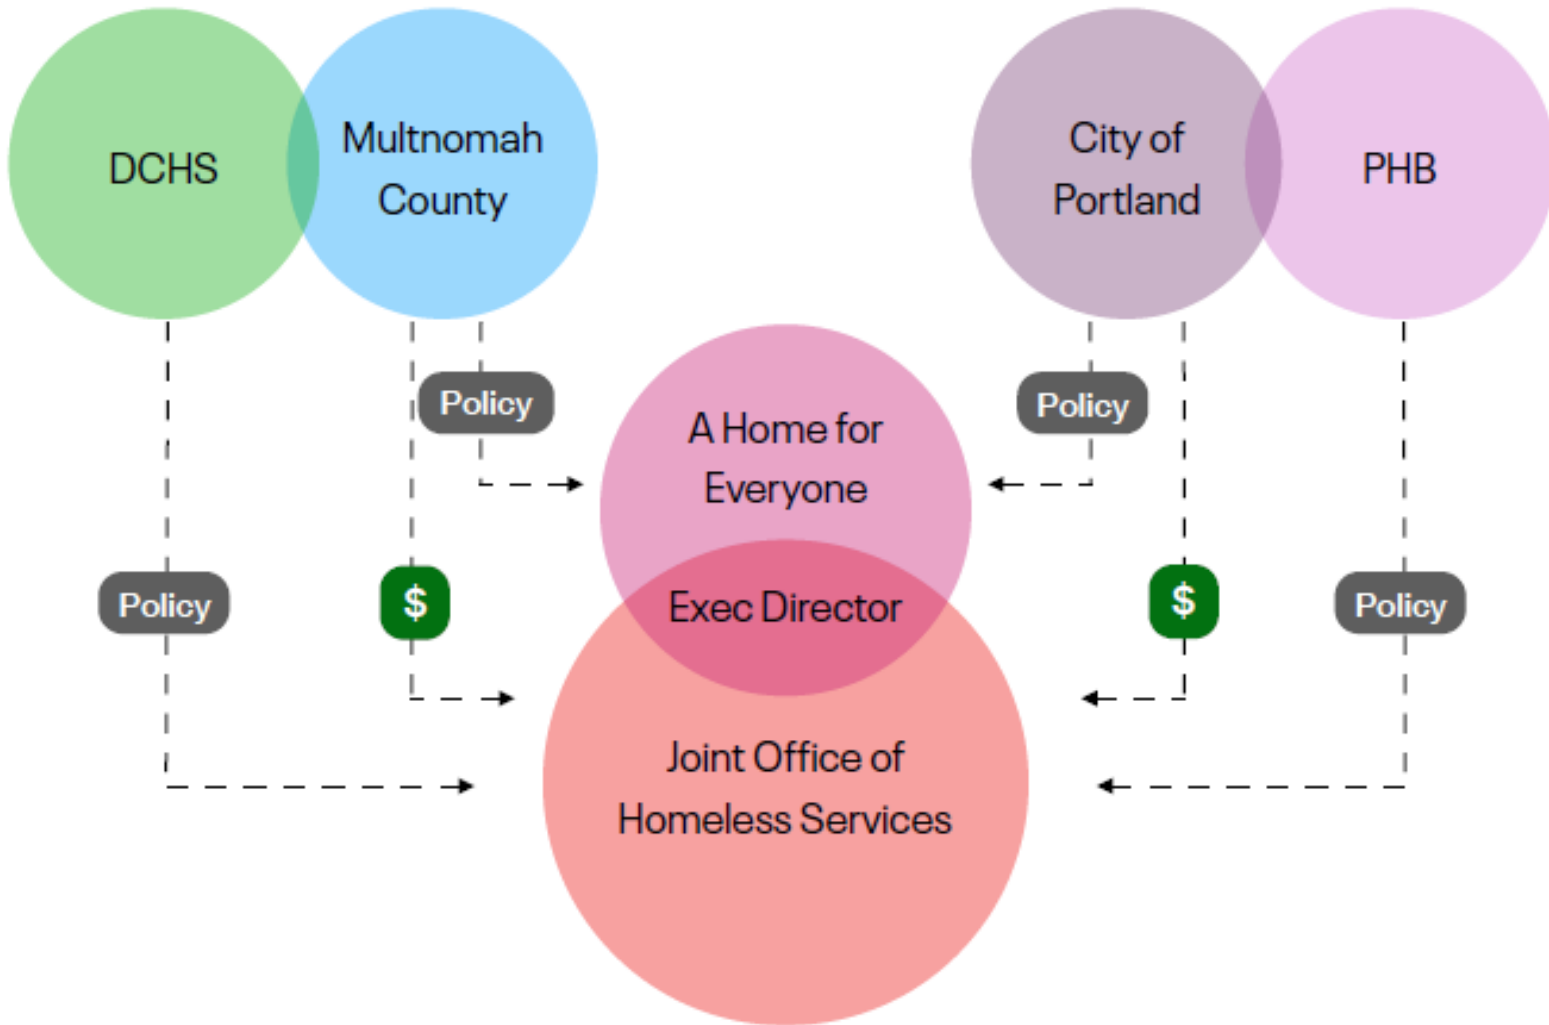 DCHS
Multnomah
County
City of
Portland
PHB
Policy
Policy
A Home for
Everyone
Policy
$
Exec Director
$
Policy
Joint Office of
Homeless Services